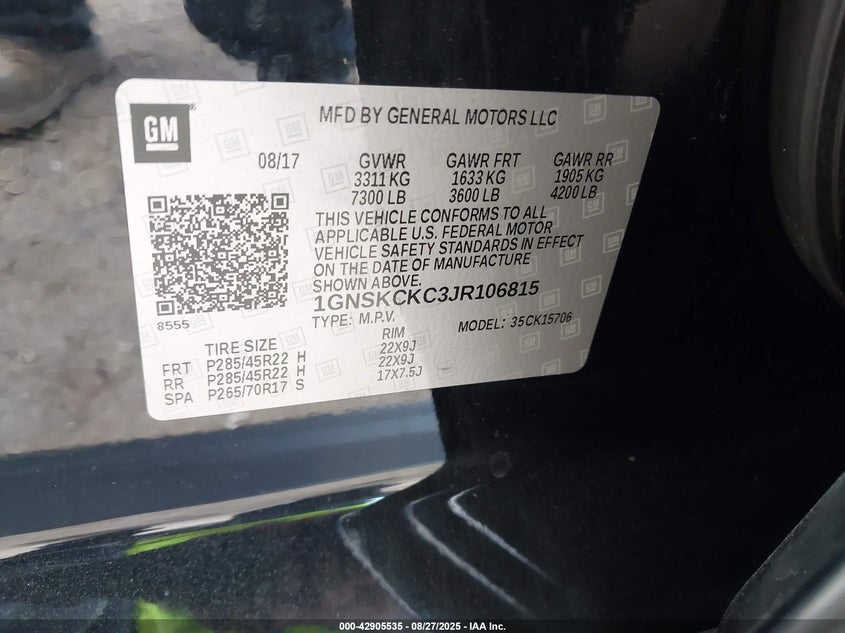 GM
MFD BY GENERAL MOTORS LLC
08/17 GVWR GAWR FRT GAWR RR
3311 KG 1633 KG 1905 KG
7300 LB 3600 LB 4200 LB
THIS VEHICLE CONFORMS TO ALL
APPLICABLE U.S. FEDERAL MOTOR
VEHICLE SAFETY STANDARDS IN EFFECT
ON THE DATE OF MANUFACTURE
SHOWN ABOVE.
1GNSKCKC3JR106815
8555
TYPE: M.P.V. MODEL: 35CK15706
TIRE SIZE RIM
FRT P285/45R22 H 22X9J
RR P285/45R22 H 22X9J
SPA P265/70R17 S 17X7.5J
000-42905535 - 08/27/2025 - IAA Inc.